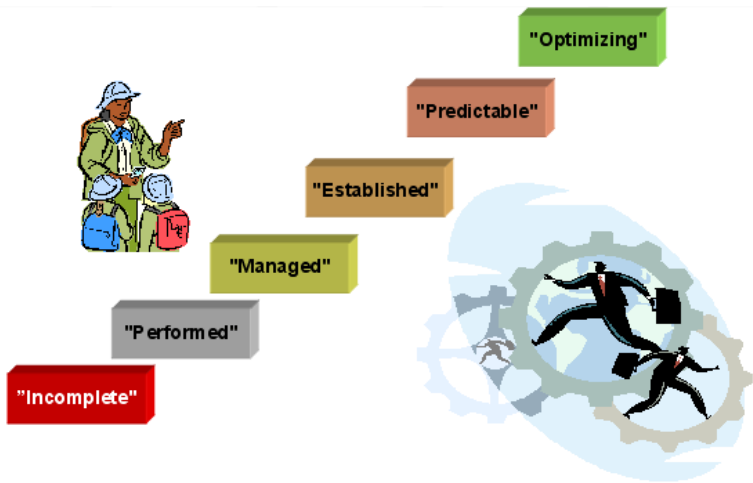 "Optimizing"
"Predictable"
"Established"
"Managed"
"Performed"
”Incomplete"